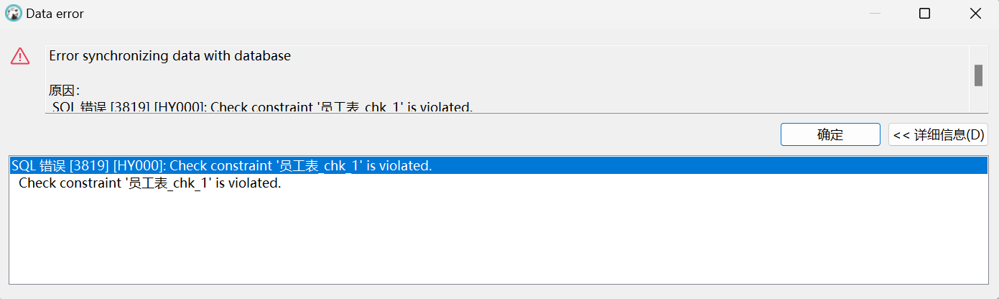 Data error
Error synchronizing data with database
原因：
SQL 错误 [3819] [HY000]: Check constraint '员工表_chk_1' is violated.
确定
<< 详细信息(D)
SQL 错误 [3819] [HY000]: Check constraint '员工表_chk_1' is violated.
Check constraint '员工表_chk_1' is violated.